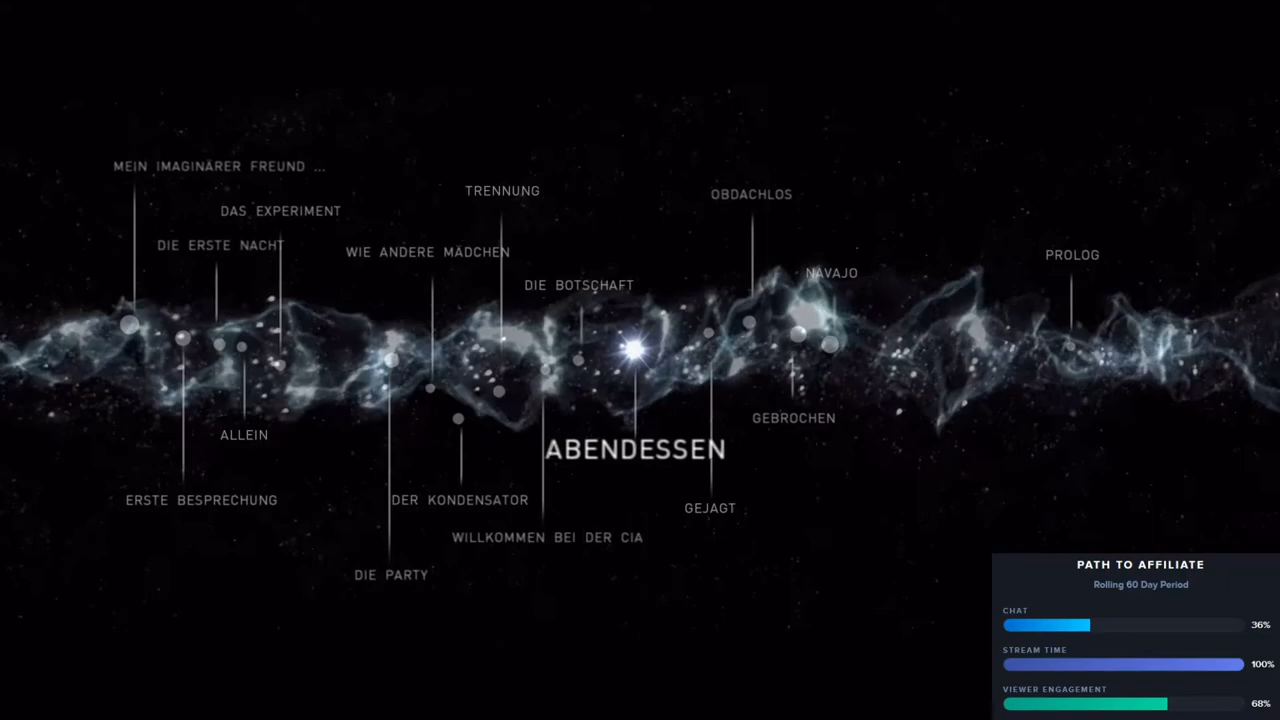 MEIN IMAGINÄRER FREUND ...
TRENNUNG
OBDACHLOS
DAS EXPERIMENT
DIE ERSTE NACHT
WIE ANDERE MÄDCHEN
PROLOG
NAVAJO
DIE BOTSCHAFT
GEBROCHEN
ALLEIN
ABENDESSEN
ERSTE BESPRECHUNG
DER KONDENSATOR
GEJAGT
WILLKOMMEN BEI DER CIA
DIE PARTY
PATH TO AFFILIATE
Rolling 60 Day Period
CHAT
36%
STREAM TIME
100%
VIEWER ENGAGEMENT
68%